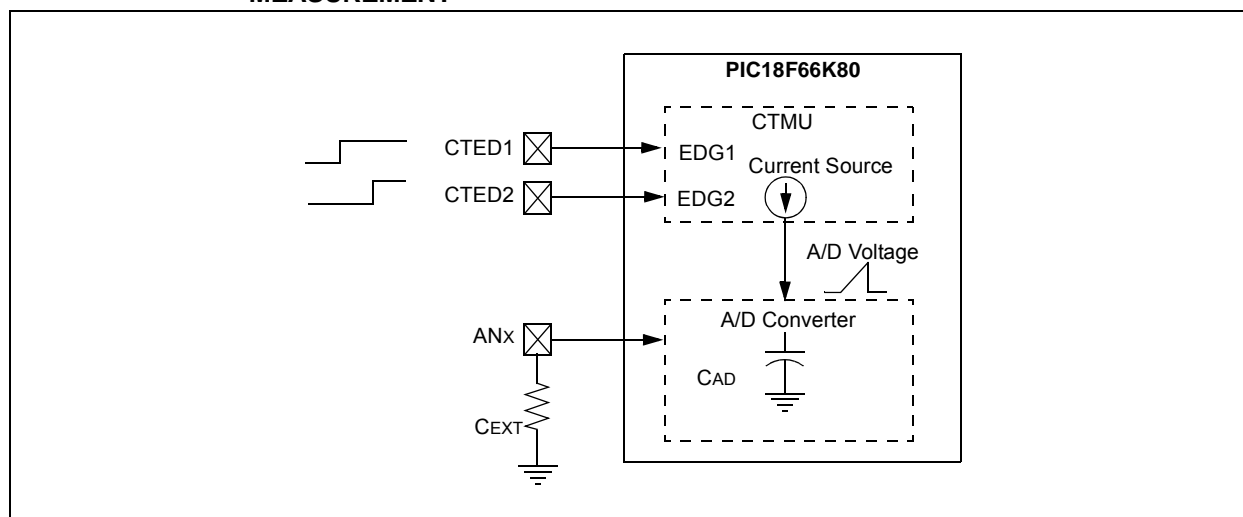 MEASUREMENT
PIC18F66K80
CTMU
CTED1
EDG1
Current Source
CTED2
EDG2
A/D Voltage
ANX
A/D Converter
CAD
CEXT